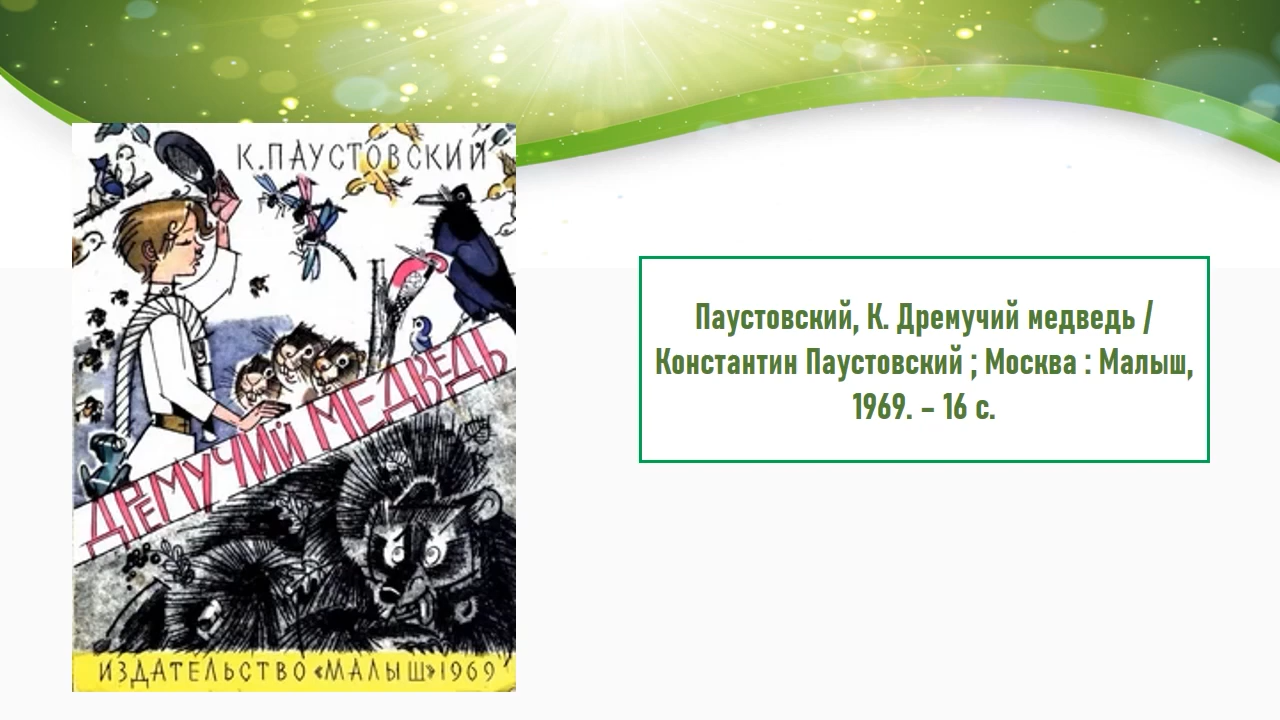 К.ПАУСТОВСКИЙ
ДРЕМУЧИЙ МЕДВЕДЬ
ИЗДАТЕЛЬСТВО «МАЛЫШ» 1969
Паустовский, К. Дремучий медведь /
Константин Паустовский ; Москва : Малыш,
1969. – 16 с.